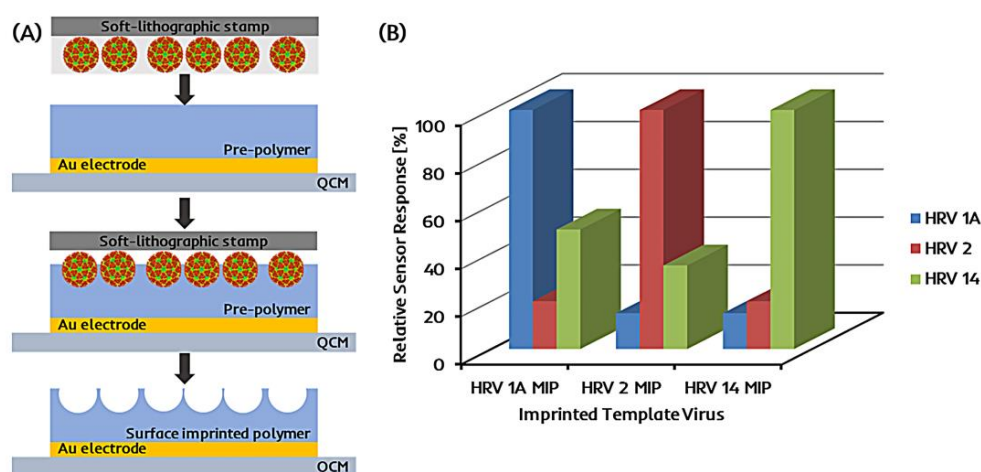 (A)
Soft-lithographic stamp
Pre-polymer
Au electrode
QCM
Soft-lithographic stamp
Pre-polymer
Au electrode
QCM
Surface imprinted polymer
Au electrode
QCM
(B)
Relative Sensor Response [%]
100
80
60
40
20
0
HRV 1A MIP HRV 2 MIP HRV 14 MIP
Imprinted Template Virus
HRV 1A
HRV 2
HRV 14